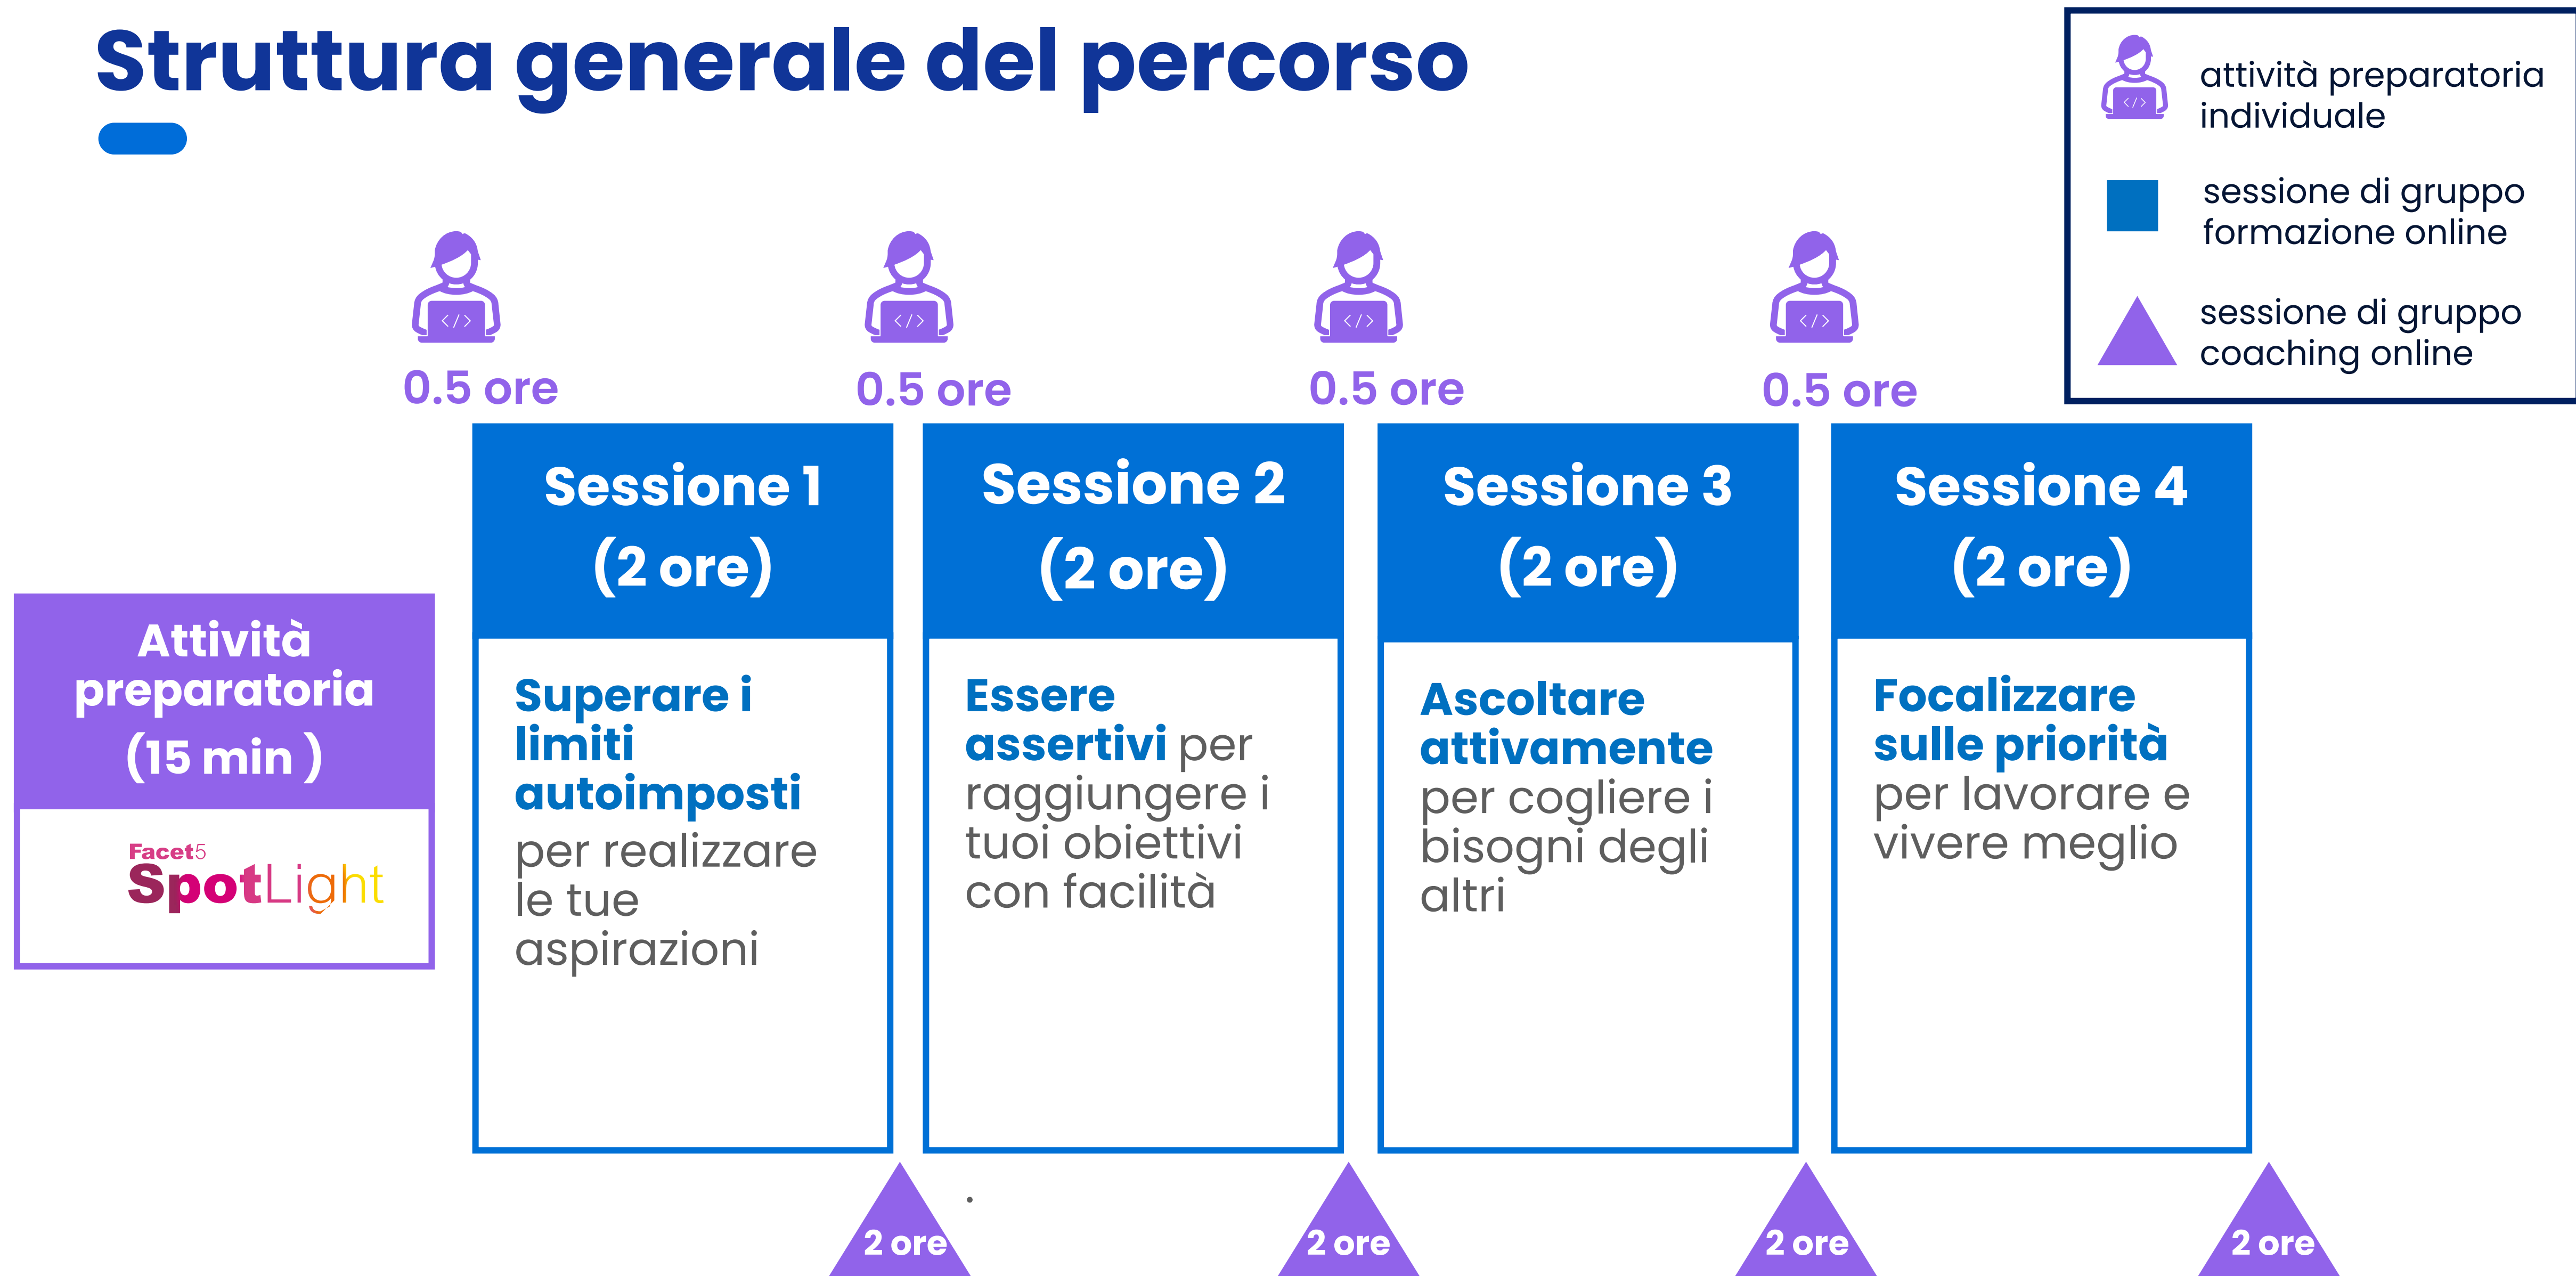 Struttura generale del percorso
attività preparatoria
individuale
sessione di gruppo
formazione online
sessione di gruppo
coaching online
</>
</>
</>
</>
</>
0.5 ore
0.5 ore
0.5 ore
0.5 ore
Attività
preparatoria
(15 min )
Facet5
SpotLight
Sessione 1
(2 ore)
Superare i
limiti
autoimposti
per realizzare
le tue
aspirazioni
Sessione 2
(2 ore)
Essere
assertivi per
raggiungere i
tuoi obiettivi
con facilità
Sessione 3
(2 ore)
Ascoltare
attivamente
per cogliere i
bisogni degli
altri
Sessione 4
(2 ore)
Focalizzare
sulle priorità
per lavorare e
vivere meglio
.
2 ore
2 ore
2 ore
2 ore